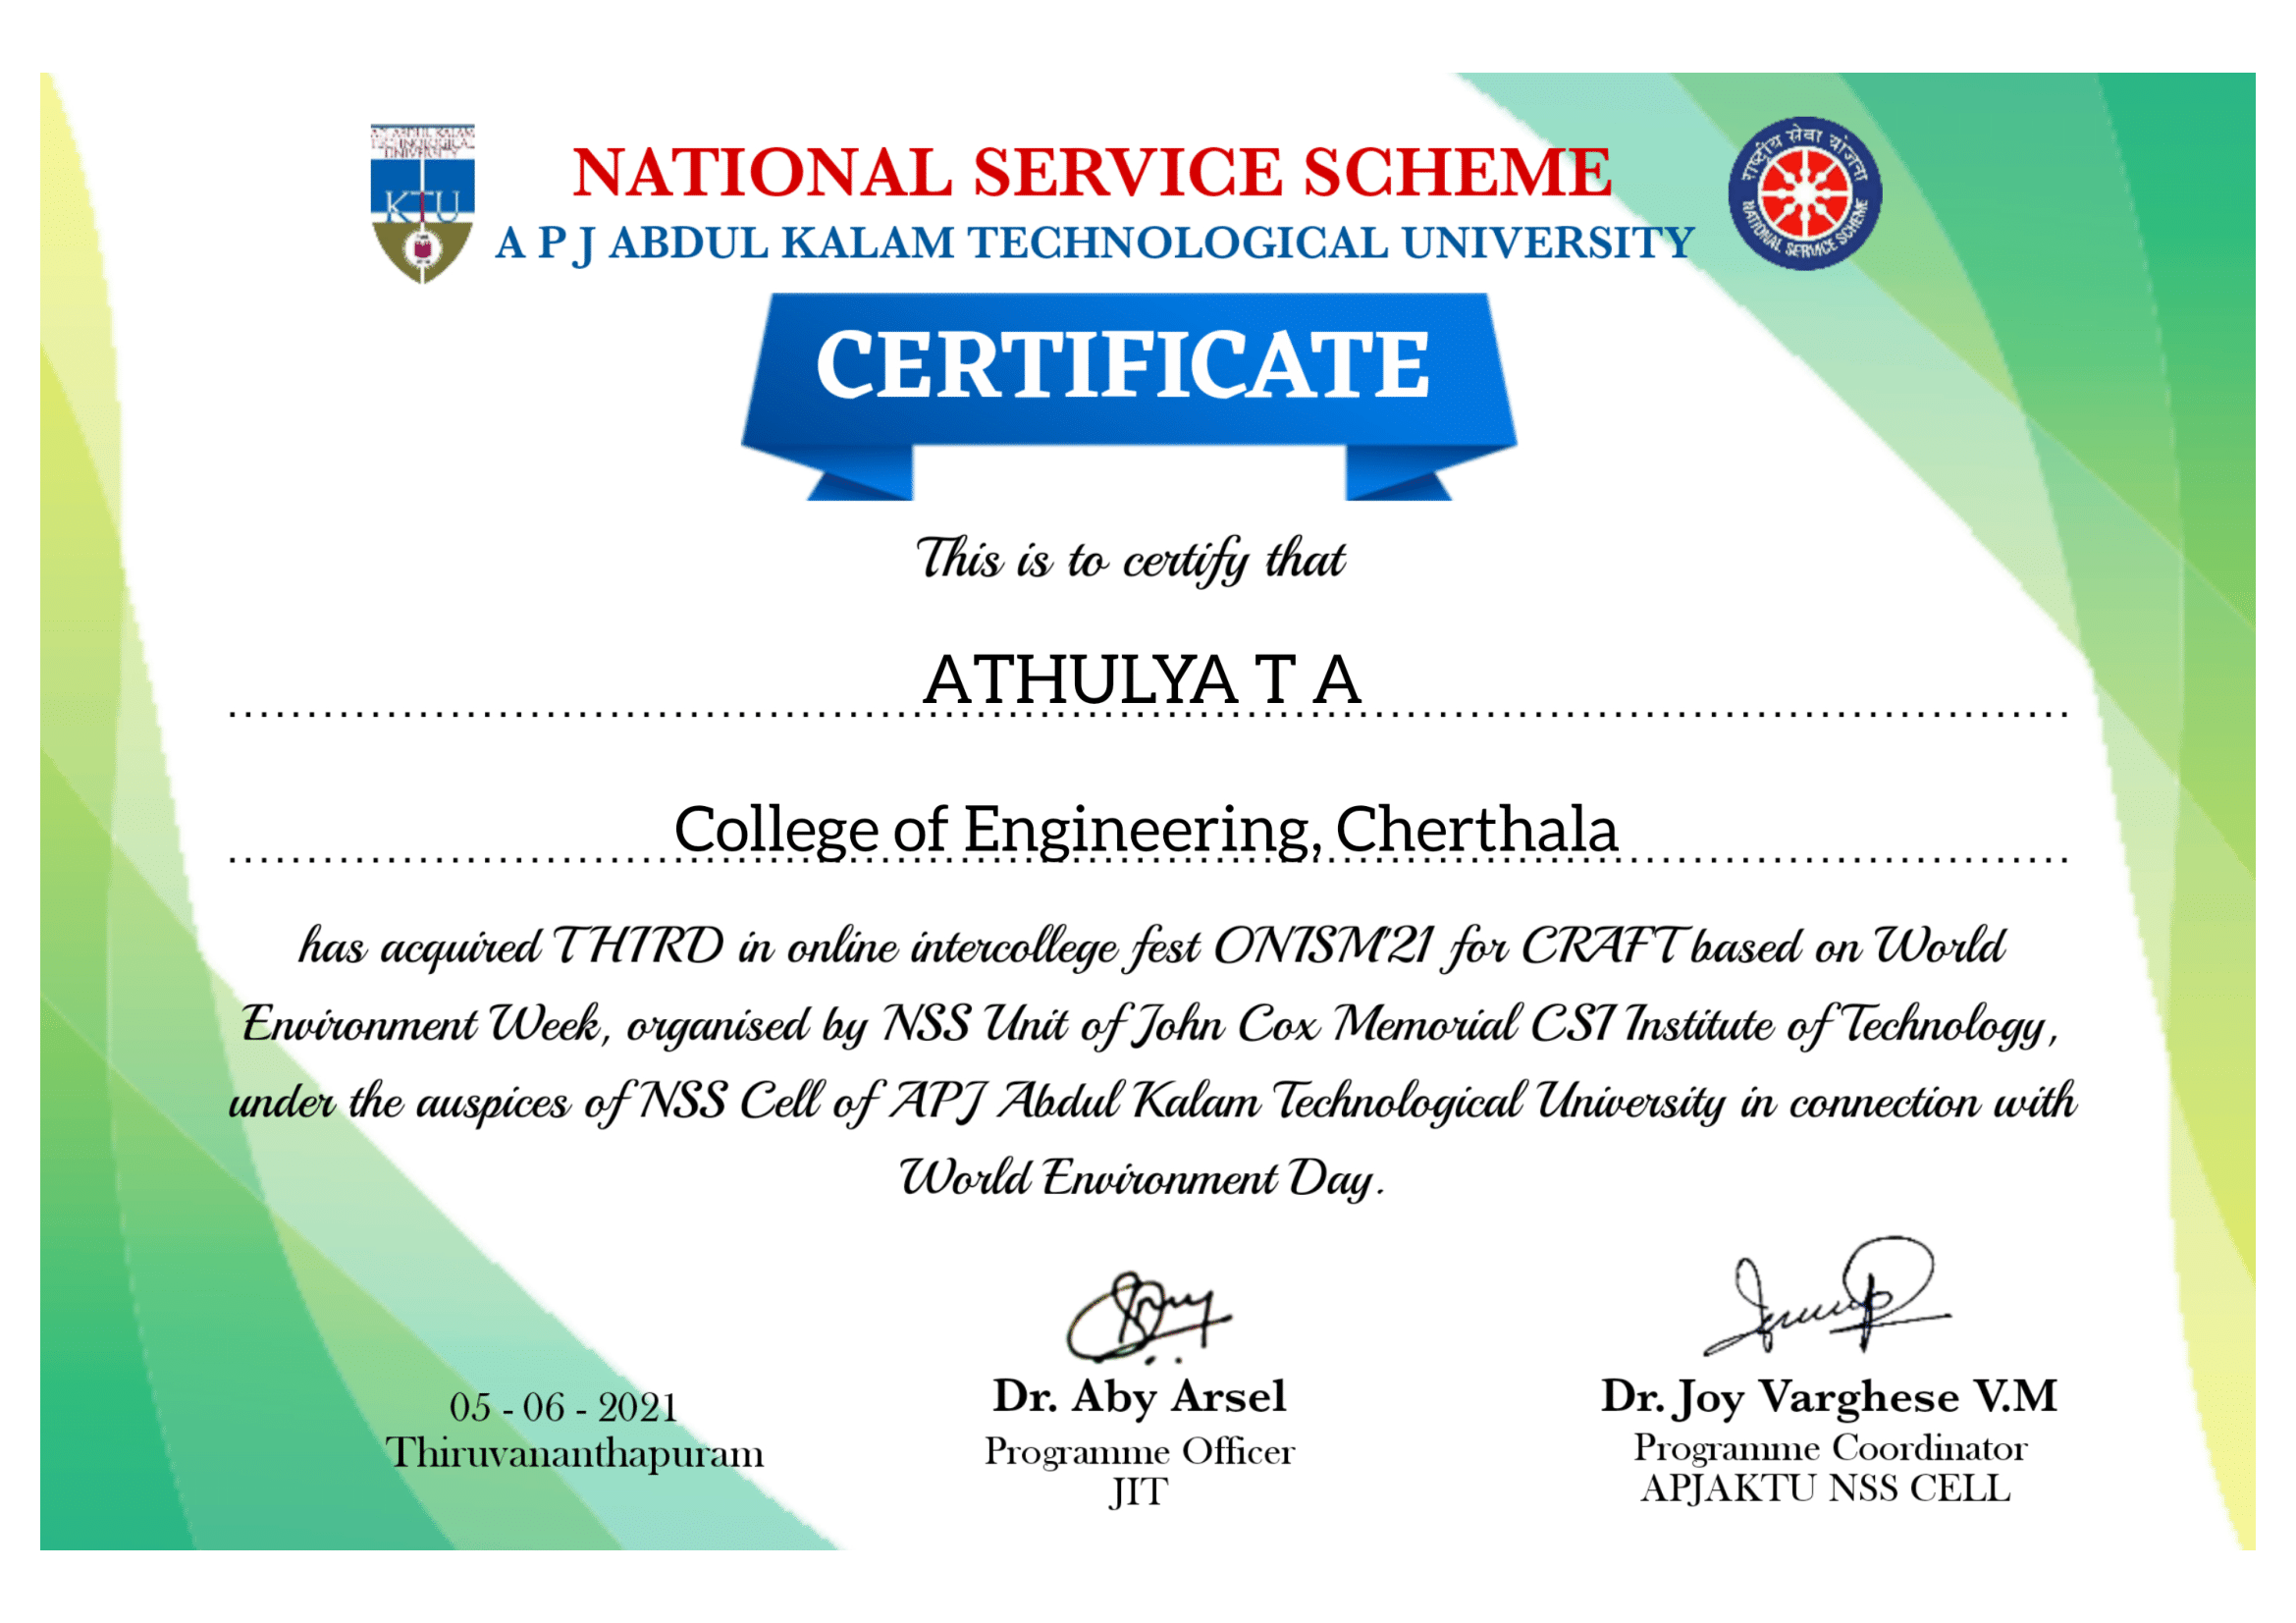 A P J ABDUL KALAM
TECHNOLOGICAL
UNIVERSITY
KTU
NATIONAL SERVICE SCHEME
A P J ABDUL KALAM TECHNOLOGICAL UNIVERSITY
राष्ट्रीय सेवा योजना
NATIONAL SERVICE SCHEME
CERTIFICATE
This is to certify that
ATHULYA T A
College of Engineering, Cherthala
has acquired THIRD in online intercollege fest ONISM'21 for CRAFT based on World
Environment Week, organised by NSS Unit of John Cox Memorial CSI Institute of Technology,
under the auspices of NSS Cell of APJ Abdul Kalam Technological University in connection with
World Environment Day.
05 - 06 - 2021
Thiruvananthapuram
Dr. Aby Arsel
Programme Officer
JIT
Dr. Joy Varghese V.M
Programme Coordinator
APJAKTU NSS CELL